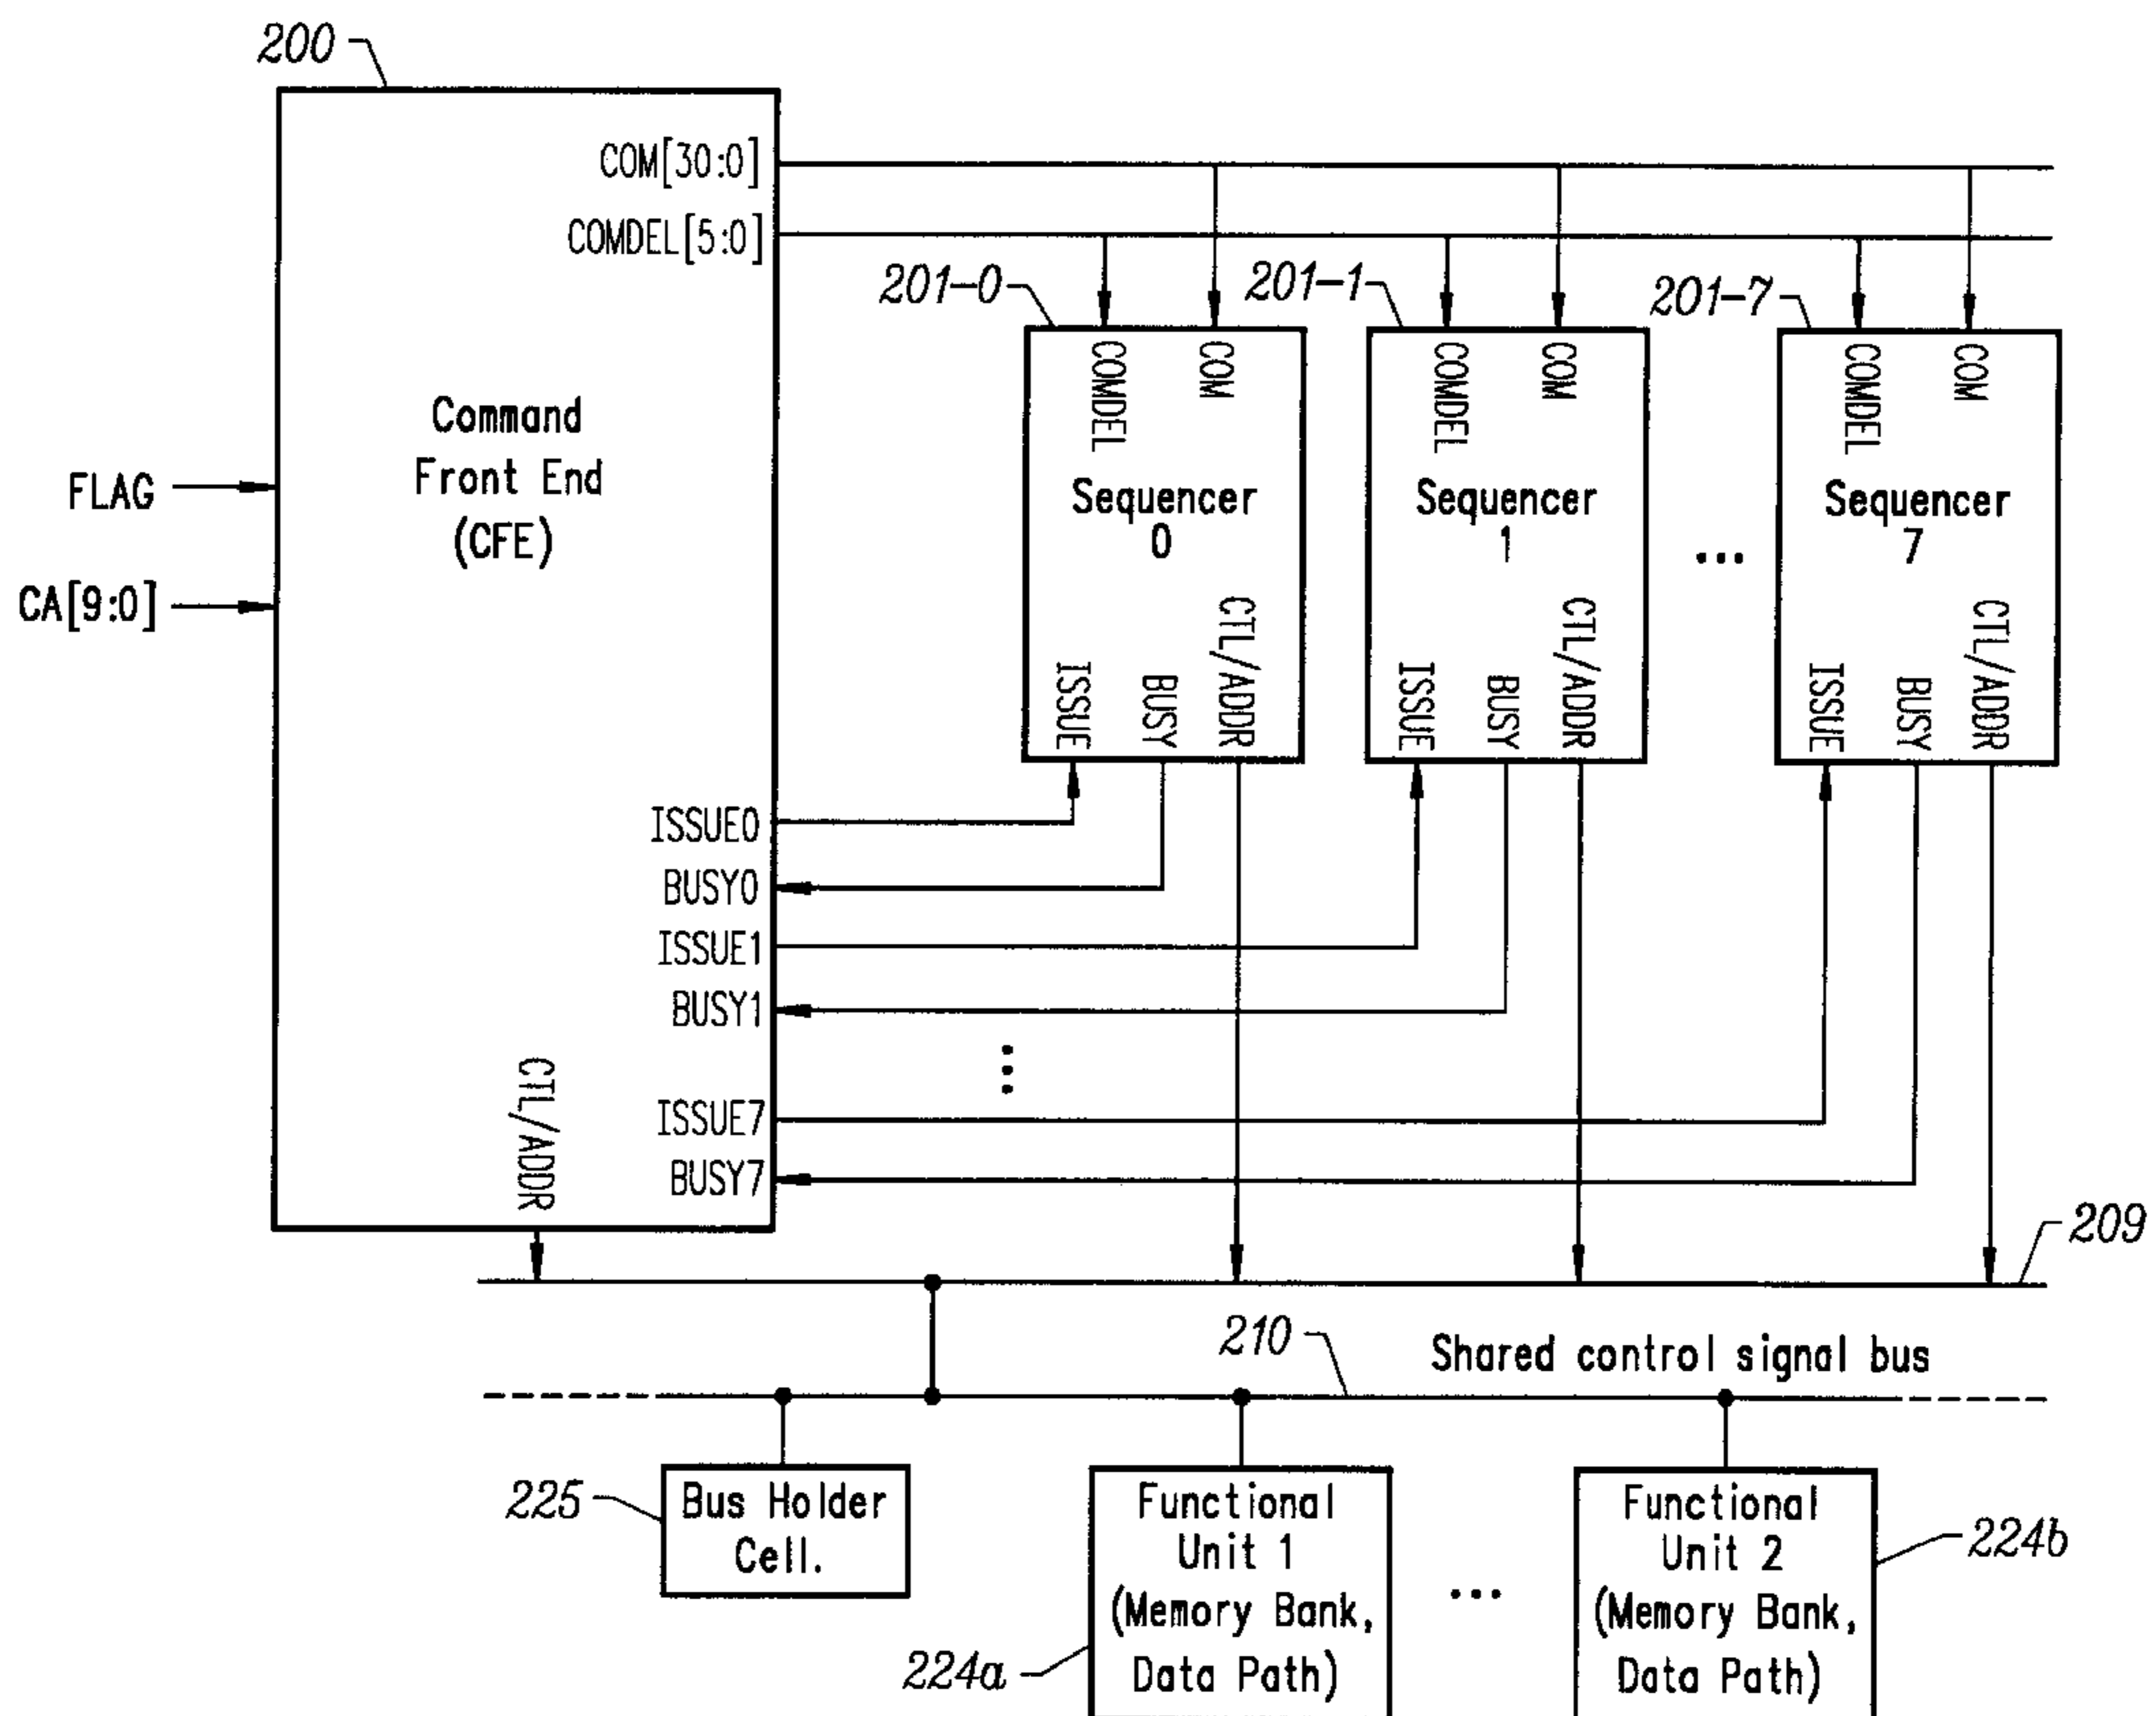 200
COM[30:0]
COMDEL[5:0]
201-0
201-1
201-7
COMDEL
COM
COMDEL
COM
COMDEL
COM
Command
Front End
(CFE)
FLAG
CA[9:0]
Sequencer
0
Sequencer
1
...
Sequencer
7
ISSUE
BUSY
CTL/ADDR
ISSUE
BUSY
CTL/ADDR
ISSUE
BUSY
CTL/ADDR
ISSUE0
BUSY0
ISSUE1
BUSY1
...
ISSUE7
BUSY7
CTL/ADDR
209
210
Shared control signal bus
225
Bus Holder
Cell.
Functional
Unit 1
(Memory Bank,
Data Path)
224a
...
Functional
Unit 2
(Memory Bank,
Data Path)
224b